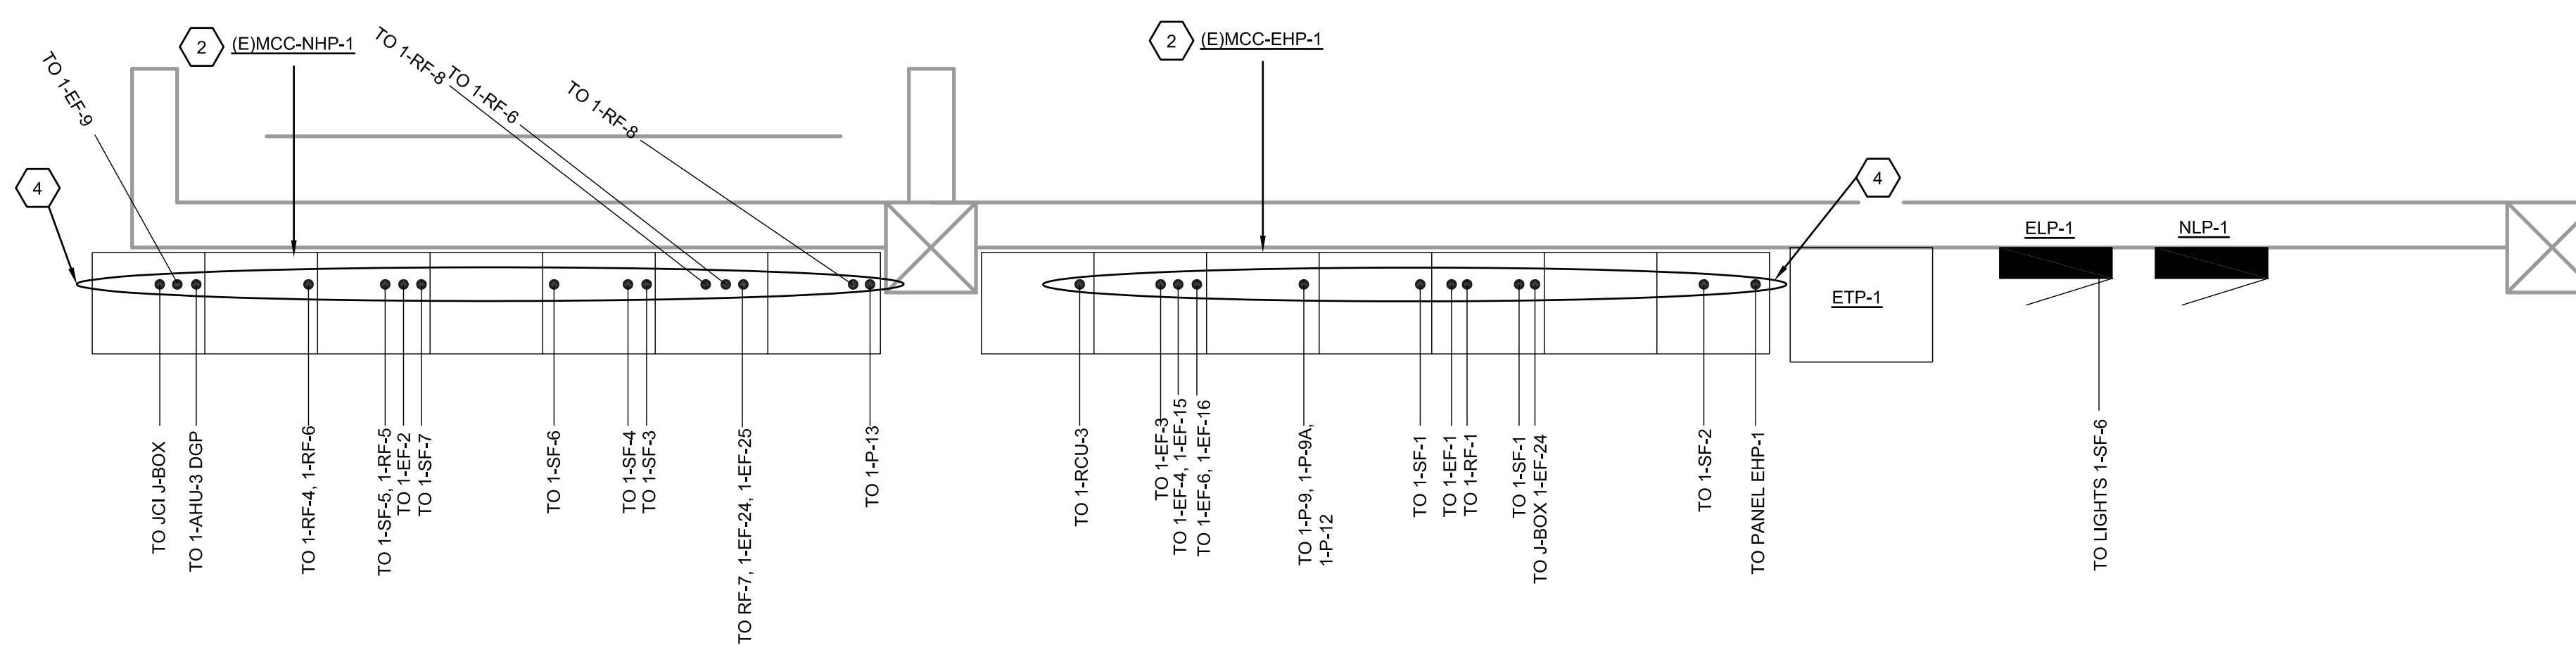 2
(E)MCC-NHP-1
TO 1-EF-9
TO 1-RF-8
TO 1-RF-6
TO 1-RF-8
2
(E)MCC-EHP-1
4
4
ELP-1
NLP-1
ETP-1
TO JCI J-BOX
TO 1-AHU-3 DGP
TO 1-RF-4, 1-RF-6
TO 1-SF-5, 1-RF-5
TO 1-EF-2
TO 1-SF-7
TO 1-SF-6
TO 1-SF-4
TO 1-SF-3
TO RF-7, 1-EF-24, 1-EF-25
TO 1-P-13
TO 1-RCU-3
TO 1-EF-3
TO 1-EF-4, 1-EF-15
TO 1-EF-6, 1-EF-16
TO 1-P-9, 1-P-9A,
1-P-12
TO 1-SF-1
TO 1-EF-1
TO 1-RF-1
TO 1-SF-1
TO J-BOX 1-EF-24
TO 1-SF-2
TO PANEL EHP-1
TO LIGHTS 1-SF-6